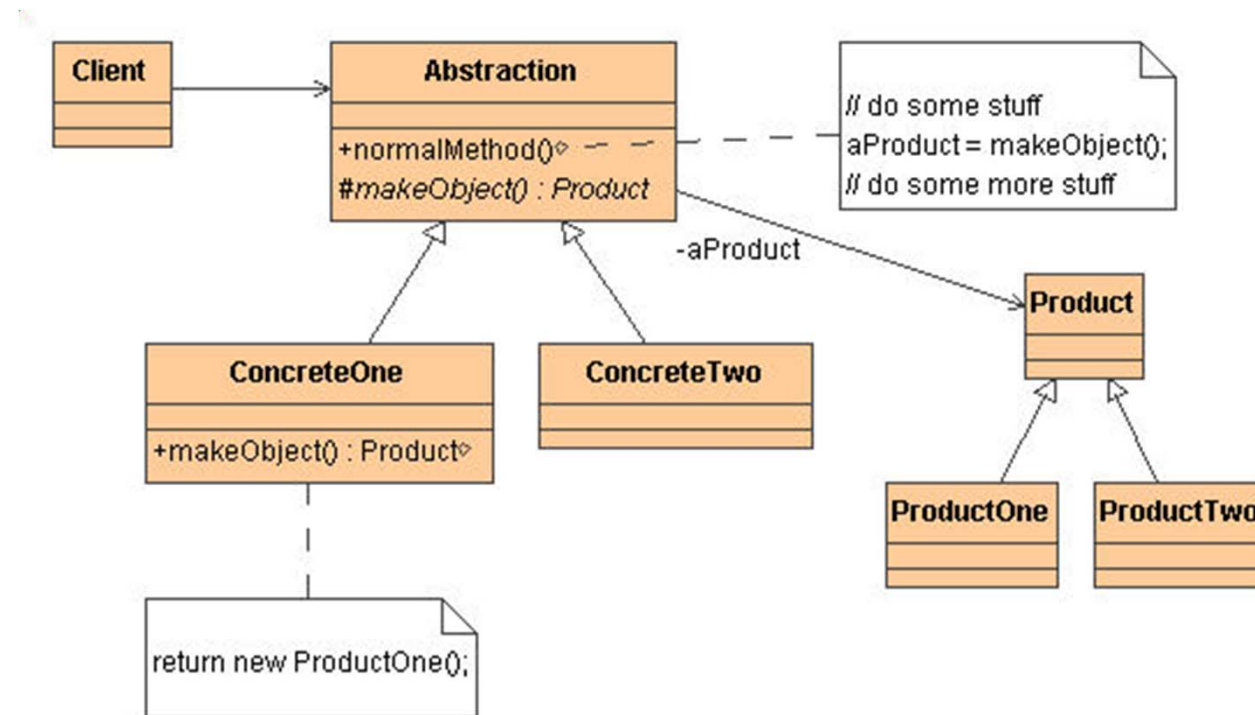 Client
Abstraction
+normalMethod()
#makeObject() : Product
// do some stuff
aProduct = makeObject();
// do some more stuff
-aProduct
Product
ConcreteOne
+makeObject() : Product
ConcreteTwo
ProductOne
ProductTwo
return new ProductOne();